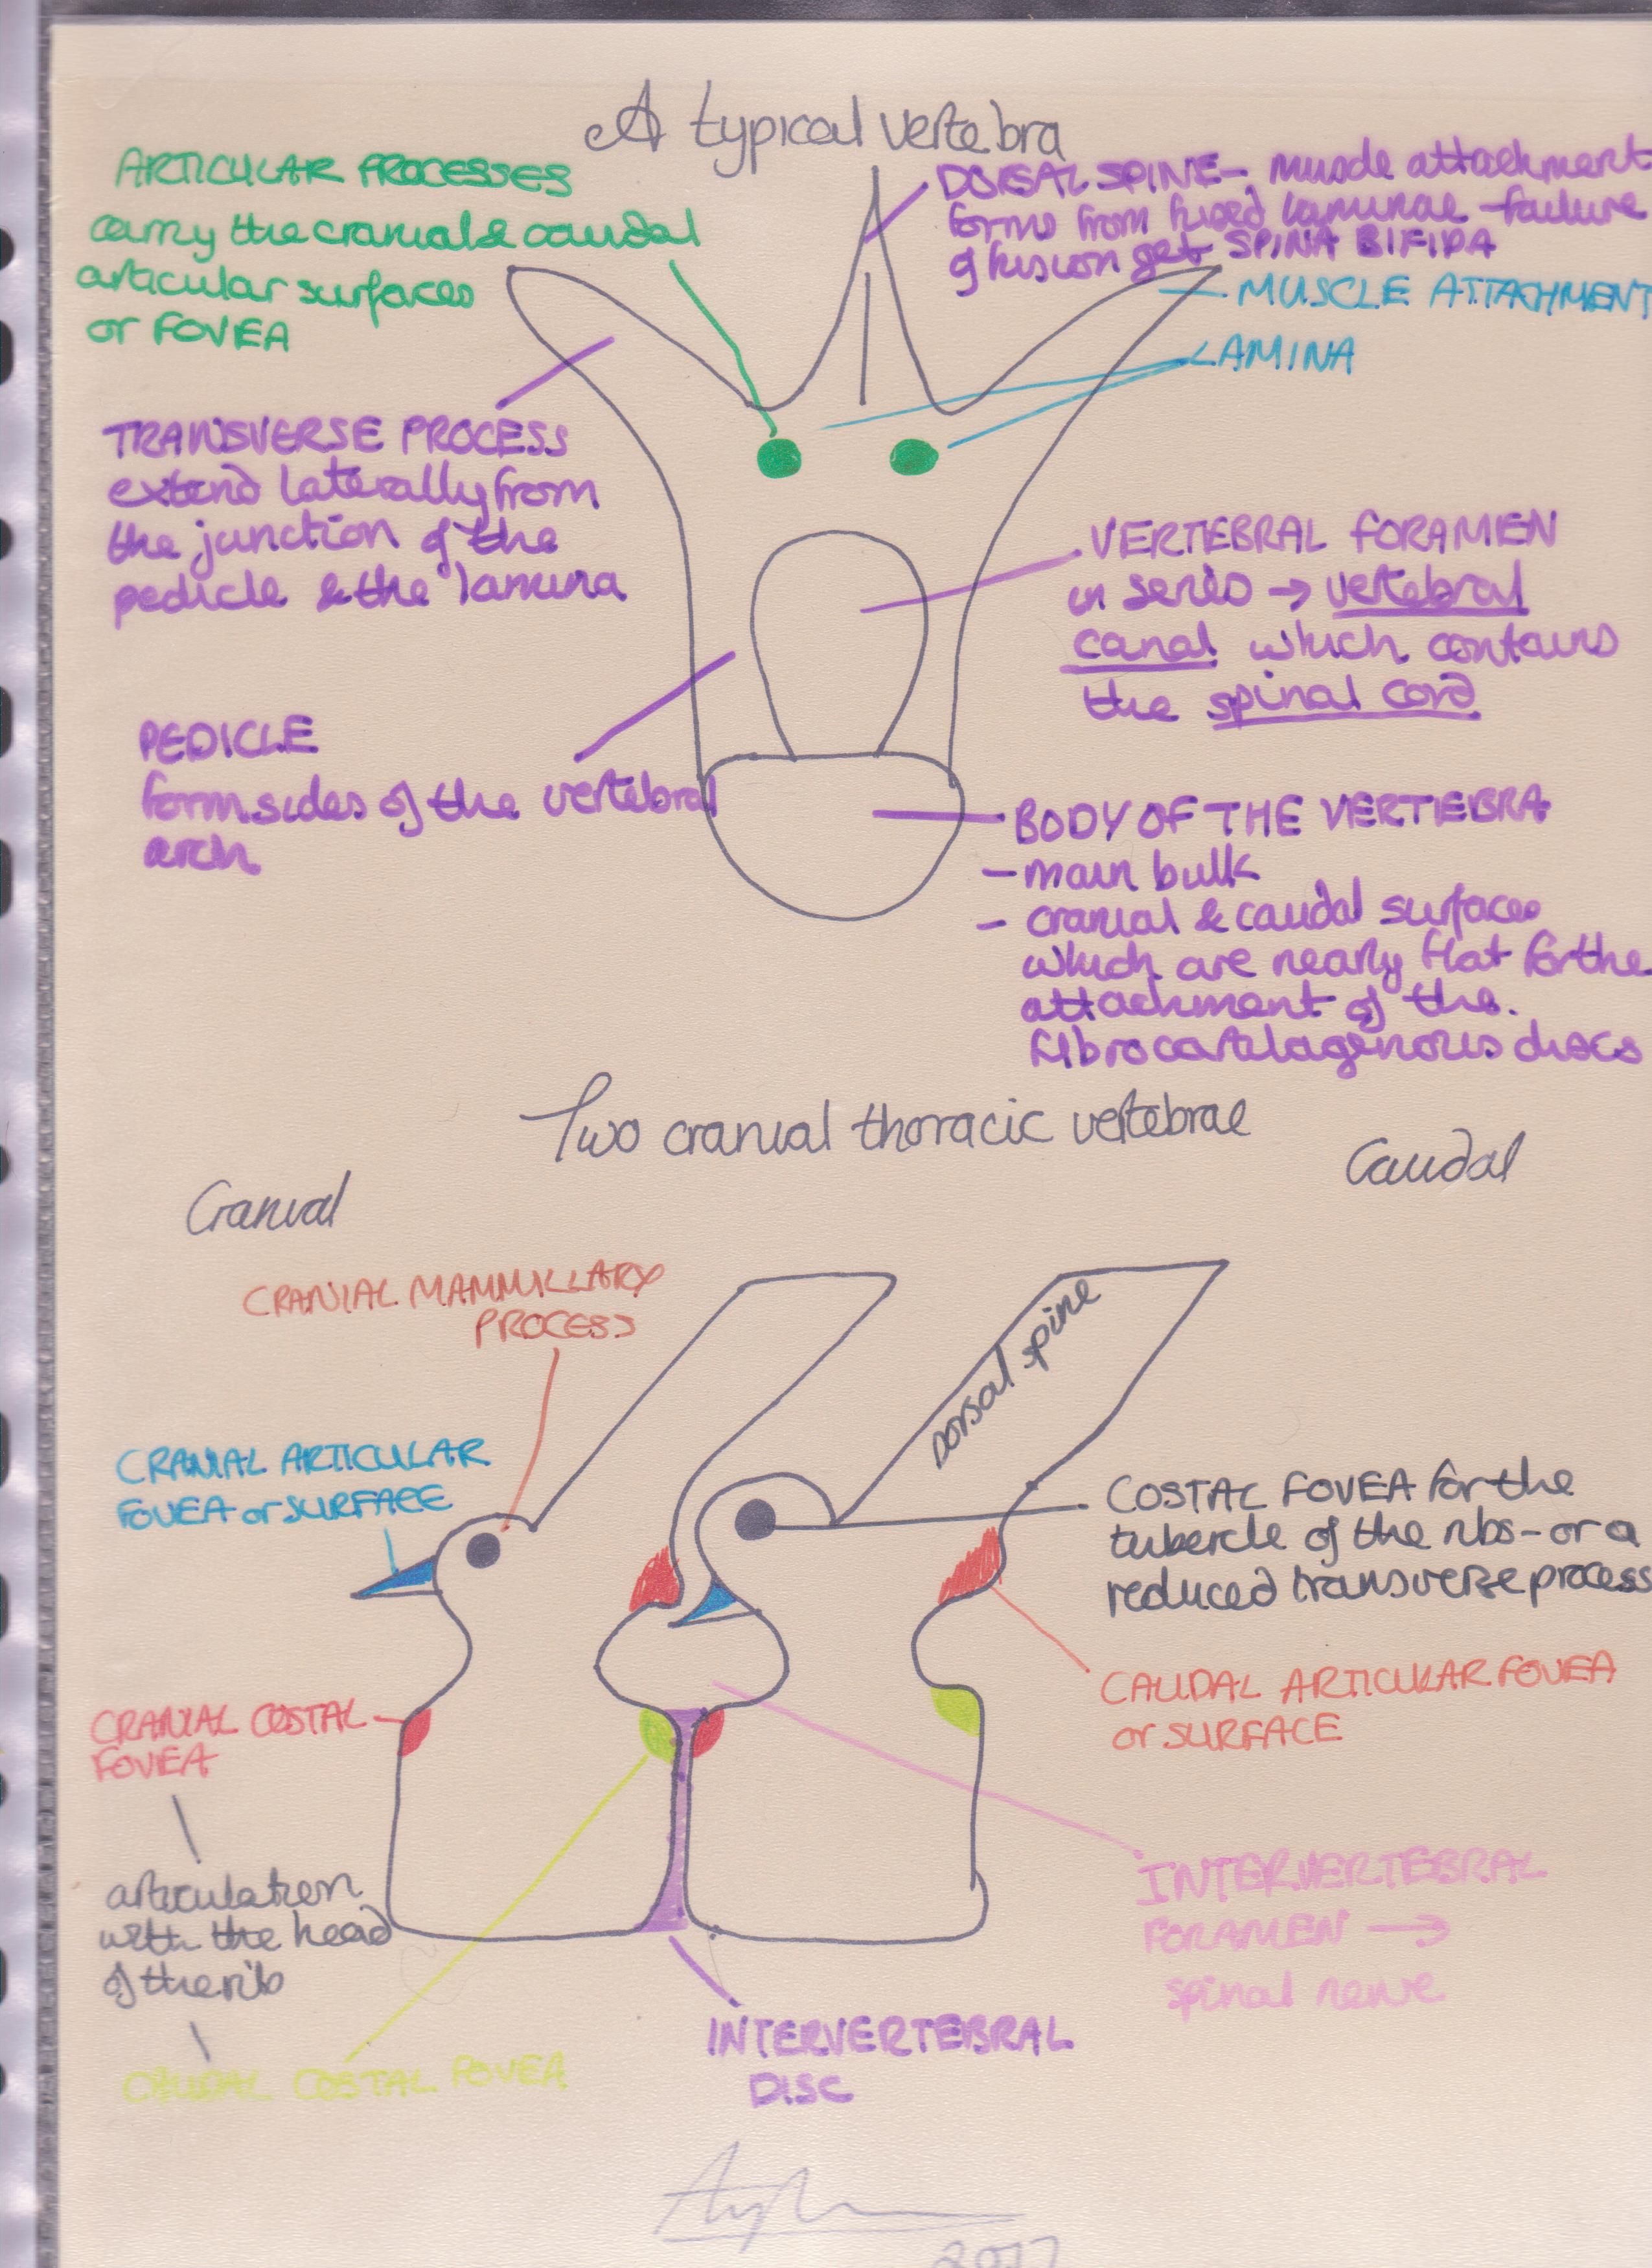 A typical vertebra
ARTICULAR PROCESSES
carry the cranial & caudal
articular surfaces
or FOVEA
DORSAL SPINE - muscle attachment
forms from fused laminae - failure
of fusion get SPINA BIFIDA
MUSCLE ATTACHMENT
LAMINA
TRANSVERSE PROCESS
extend laterally from
the junction of the
pedicle & the lamina
VERTEBRAL FORAMEN
in series → vertebral
canal which contains
the spinal cord
PEDICLE
form sides of the vertebral
arch
BODY OF THE VERTEBRA
- main bulk
- cranial & caudal surfaces
which are nearly flat for the
attachment of the
fibrocartilagenous discs
Two cranial thoracic vertebrae
Cranial
Caudal
CRANIAL MAMMILLARY
PROCESS
Dorsal spine
CRANIAL ARTICULAR
FOVEA or SURFACE
COSTAL FOVEA for the
tubercle of the ribs - or a
reduced transverse process
CAUDAL ARTICULAR FOVEA
or SURFACE
CRANIAL COSTAL
FOVEA
articulation
with the head
of the rib
INTERVERTEBRAL
FORAMEN →
spinal nerve
CAUDAL COSTAL FOVEA
INTERVERTEBRAL
DISC
2017